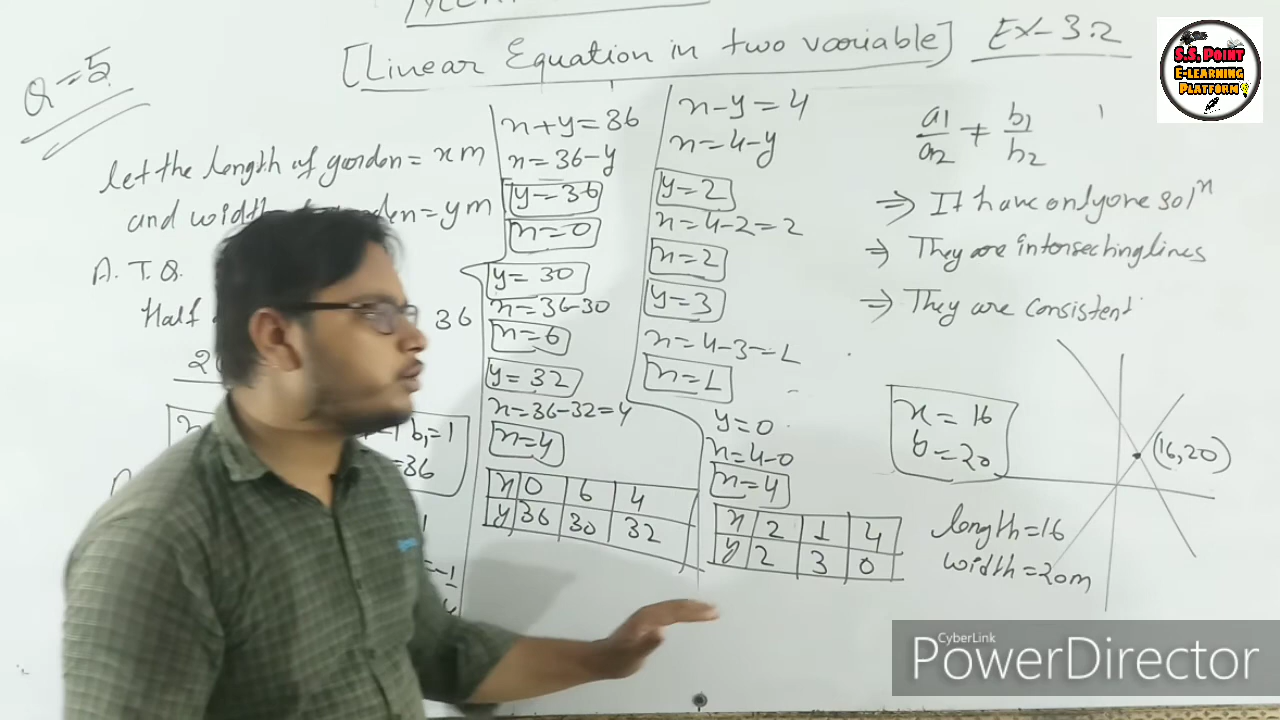 [Linear Equation in two variable] EX-3.2
Q=5
let the length of gorden= xm
and width gorden= ym
A. T. Q.
Half
36
b1=1
=36
x+y=36
x=36-y
y=36
x=0
y=30
x=36-30
x=6
y=32
x=36-32=4
x=4
x 0 6 4
y 36 30 32
x-y=4
x=4-y
y=2
x=4-2=2
x=2
y=3
x=4-3=1
x=1
y=0
x=4-0
x=4
x 2 1 4
y 2 3 0
a1/a2 ≠ b1/b2
⇒ It have only one solⁿ
⇒ They are intersecting lines
⇒ They are consistent
x=16
b=20
(16,20)
length=16
width=20m
S.S. POINT
E-LEARNING
PLATFORM
CyberLink
PowerDirector